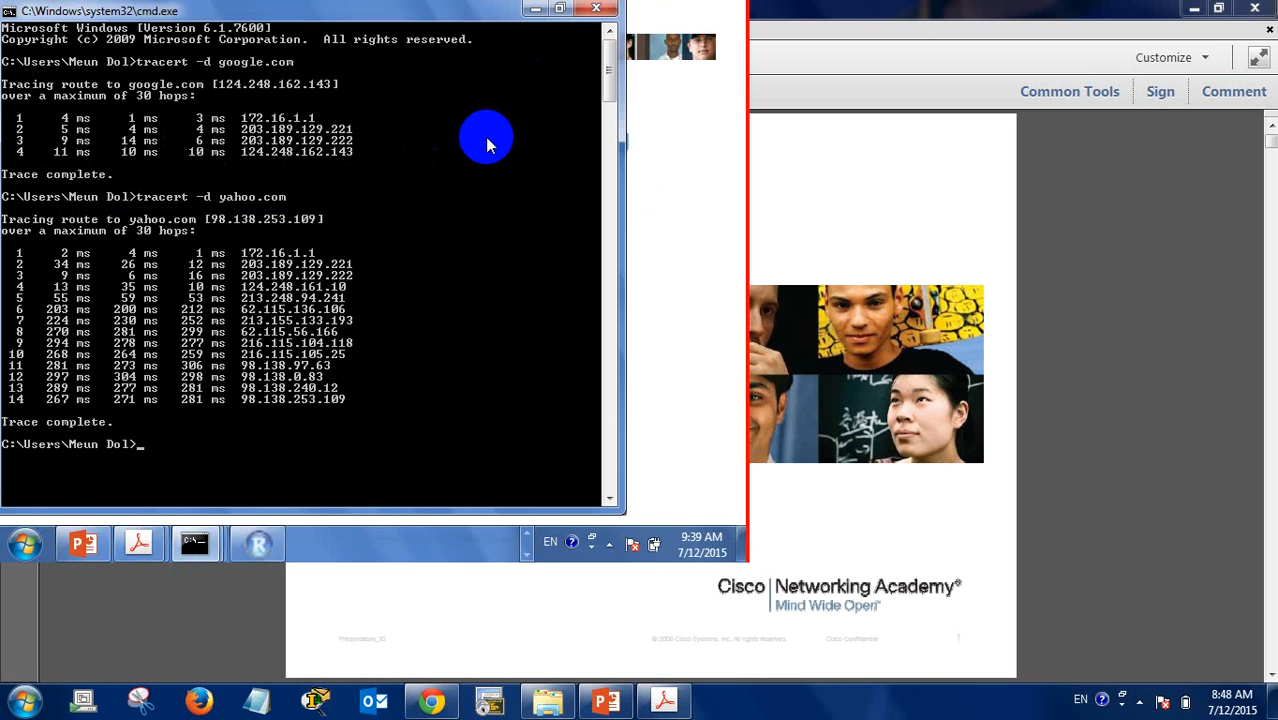 C:\Windows\system32\cmd.exe
Microsoft Windows [Version 6.1.7600]
Copyright (c) 2009 Microsoft Corporation.  All rights reserved.
C:\Users\Meun Dol>tracert -d google.com
Tracing route to google.com [124.248.162.143]
over a maximum of 30 hops:
1 4 ms 1 ms 3 ms 172.16.1.1
2 5 ms 4 ms 4 ms 203.189.129.221
3 9 ms 14 ms 6 ms 203.189.129.222
4 11 ms 10 ms 10 ms 124.248.162.143
Trace complete.
C:\Users\Meun Dol>tracert -d yahoo.com
Tracing route to yahoo.com [98.138.253.109]
over a maximum of 30 hops:
1 2 ms 4 ms 1 ms 172.16.1.1
2 34 ms 26 ms 12 ms 203.189.129.221
3 9 ms 6 ms 16 ms 203.189.129.222
4 13 ms 35 ms 10 ms 124.248.161.10
5 55 ms 59 ms 53 ms 213.248.94.241
6 203 ms 200 ms 212 ms 62.115.136.106
7 224 ms 230 ms 252 ms 213.155.133.193
8 270 ms 281 ms 299 ms 62.115.56.166
9 294 ms 278 ms 277 ms 216.115.104.118
10 268 ms 264 ms 259 ms 216.115.105.25
11 281 ms 273 ms 306 ms 98.138.97.63
12 297 ms 304 ms 298 ms 98.138.0.83
13 289 ms 277 ms 281 ms 98.138.240.12
14 267 ms 271 ms 281 ms 98.138.253.109
Trace complete.
C:\Users\Meun Dol>_
EN
9:39 AM
7/12/2015
Customize
Common Tools
Sign
Comment
Cisco Networking Academy®
Mind Wide Open™
Presentation_ID
© 2008 Cisco Systems, Inc. All rights reserved.
Cisco Confidential
1
EN
8:48 AM
7/12/2015